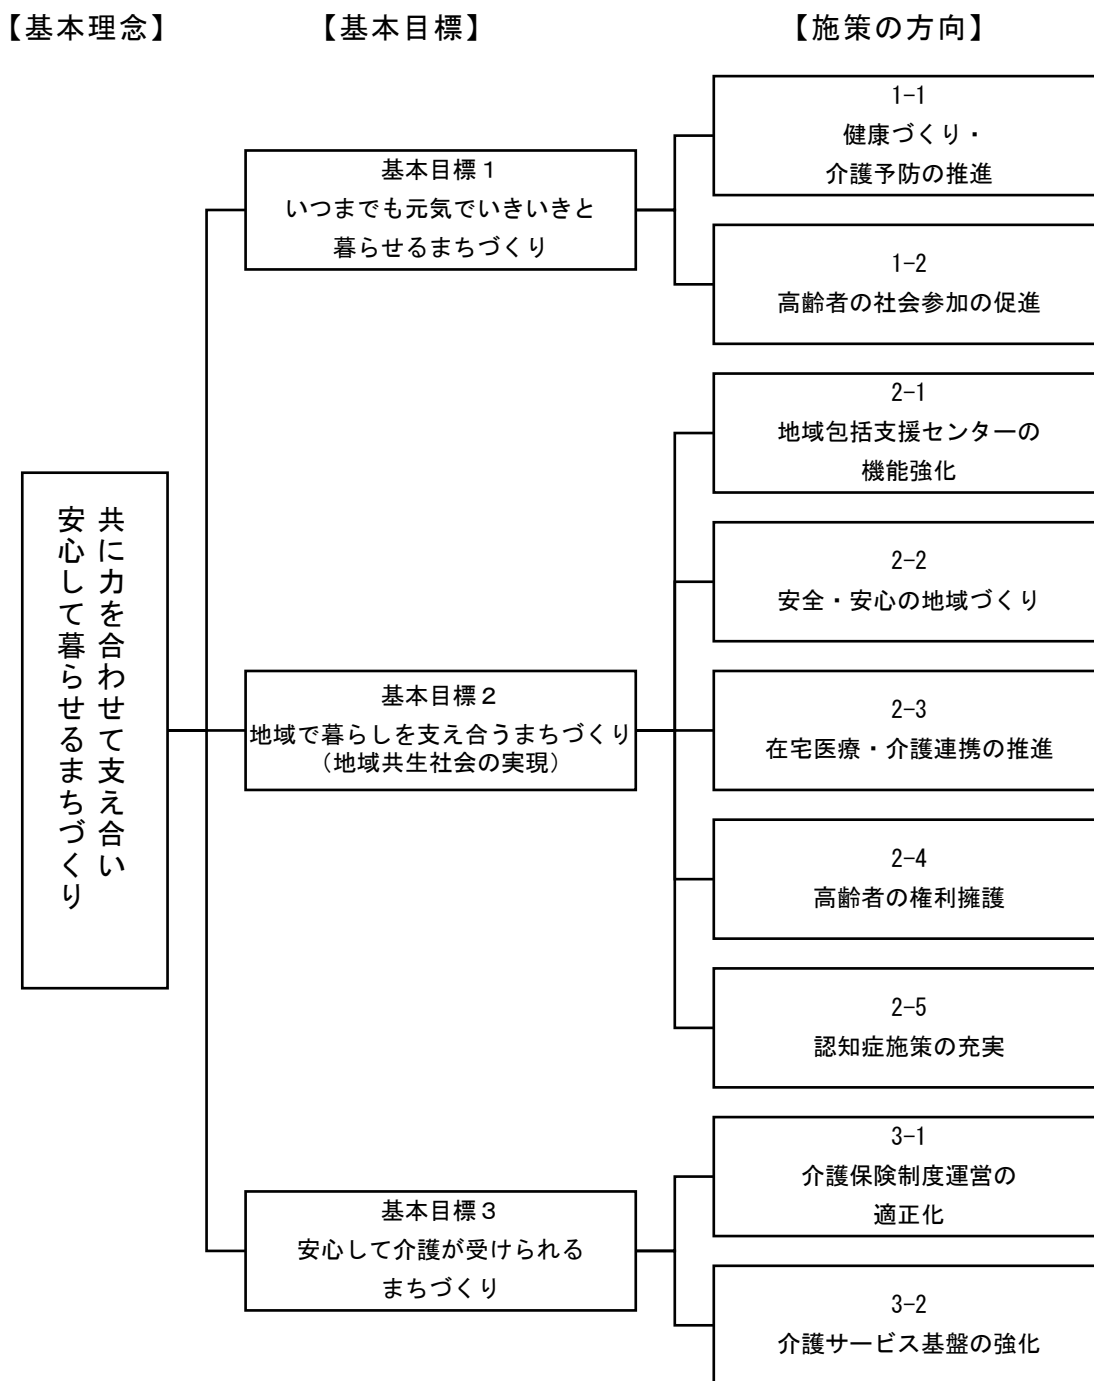 【基本理念】
【基本目標】
【施策の方向】
共に力を合わせて支え合い
安心して暮らせるまちづくり
基本目標１
いつまでも元気でいきいきと
暮らせるまちづくり
1-1
健康づくり・
介護予防の推進
1-2
高齢者の社会参加の促進
基本目標２
地域で暮らしを支え合うまちづくり
（地域共生社会の実現）
2-1
地域包括支援センターの
機能強化
2-2
安全・安心の地域づくり
2-3
在宅医療・介護連携の推進
2-4
高齢者の権利擁護
2-5
認知症施策の充実
基本目標３
安心して介護が受けられる
まちづくり
3-1
介護保険制度運営の
適正化
3-2
介護サービス基盤の強化